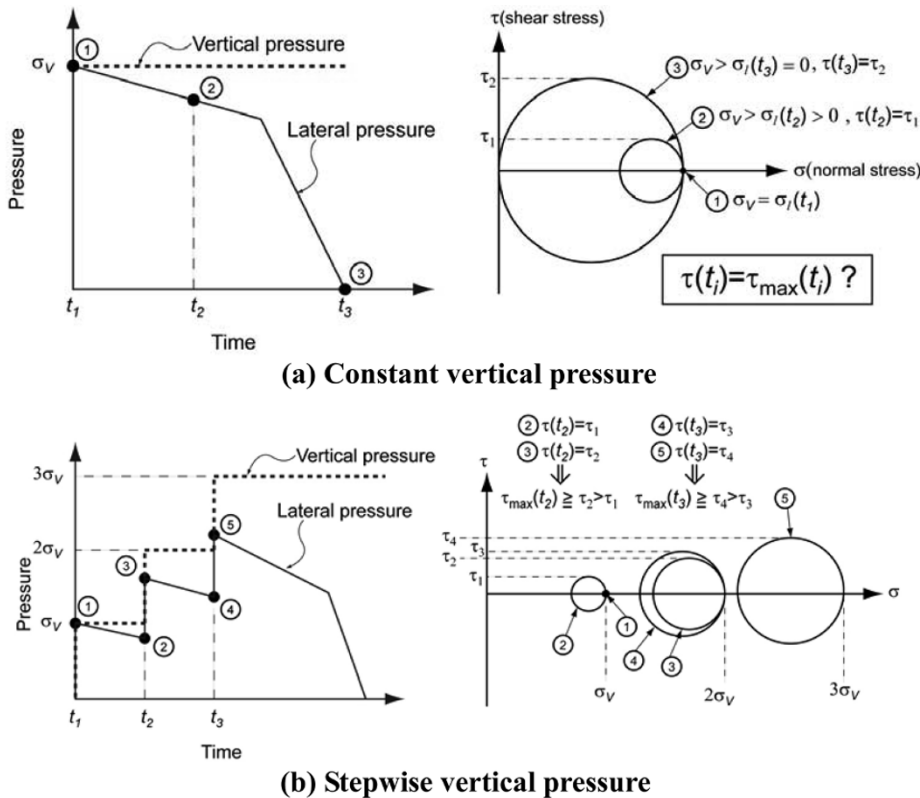 σV
①
Vertical pressure
②
Lateral pressure
③
Pressure
t1
t2
t3
Time
τ(shear stress)
τ2
τ1
③ σV > σl(t3) = 0 , τ(t3)=τ2
② σV > σl(t2) > 0 , τ(t2)=τ1
σ(normal stress)
① σV = σl(t1)
τ(ti)=τmax(ti) ?
(a) Constant vertical pressure
3σV
2σV
σV
Vertical pressure
Lateral pressure
①
②
③
④
⑤
Pressure
t1
t2
t3
Time
② τ(t2)=τ1
③ τ(t2)=τ2
⇓
τmax(t2) ≧ τ2>τ1
④ τ(t3)=τ3
⑤ τ(t3)=τ4
⇓
τmax(t3) ≧ τ4>τ3
τ
τ4
τ3
τ2
τ1
⑤
σ
②
①
④
③
σV
2σV
3σV
(b) Stepwise vertical pressure